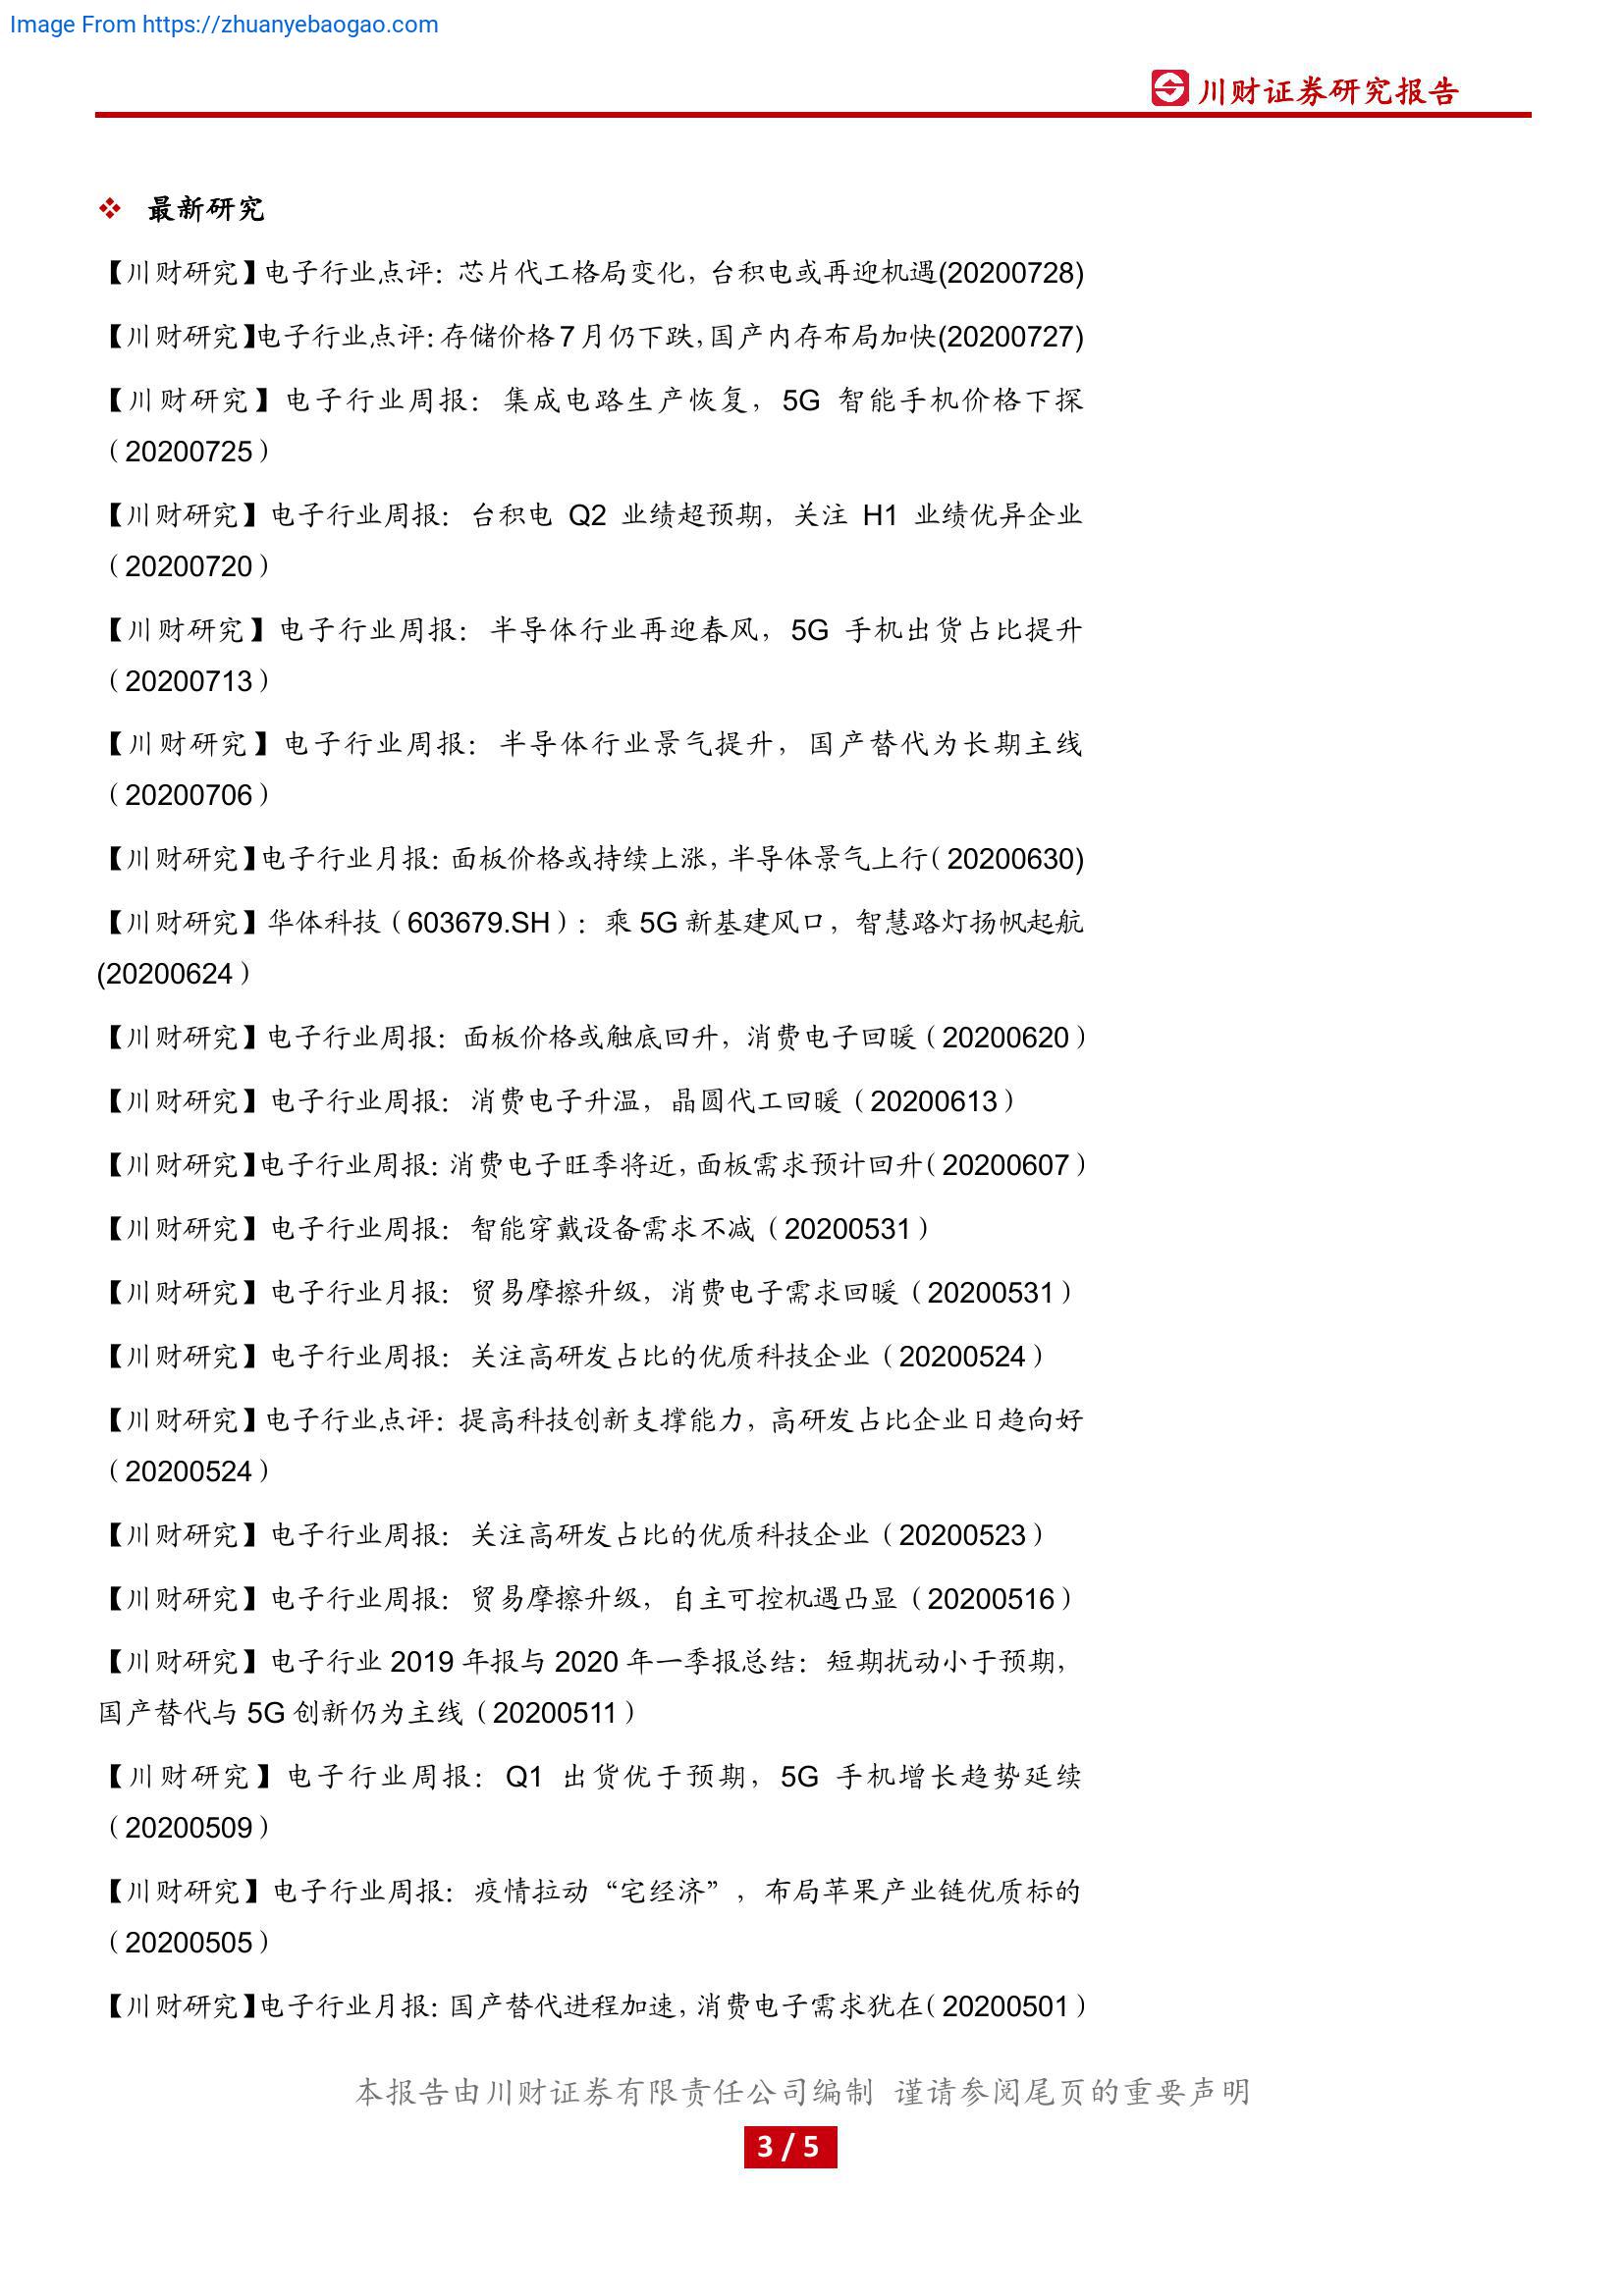 Image From https://zhuanyebaogao.com
川财证券研究报告
❖ 最新研究
【川财研究】电子行业点评：芯片代工格局变化，台积电或再迎机遇(20200728)
【川财研究】电子行业点评：存储价格 7 月仍下跌，国产内存布局加快(20200727)
【川财研究】电子行业周报：集成电路生产恢复，5G 智能手机价格下探
（20200725）
【川财研究】电子行业周报：台积电 Q2 业绩超预期，关注 H1 业绩优异企业
（20200720）
【川财研究】电子行业周报：半导体行业再迎春风，5G 手机出货占比提升
（20200713）
【川财研究】电子行业周报：半导体行业景气提升，国产替代为长期主线
（20200706）
【川财研究】电子行业月报：面板价格或持续上涨，半导体景气上行（20200630)
【川财研究】华体科技（603679.SH）：乘 5G 新基建风口，智慧路灯扬帆起航
(20200624）
【川财研究】电子行业周报：面板价格或触底回升，消费电子回暖（20200620）
【川财研究】电子行业周报：消费电子升温，晶圆代工回暖（20200613）
【川财研究】电子行业周报：消费电子旺季将近，面板需求预计回升（20200607）
【川财研究】电子行业周报：智能穿戴设备需求不减（20200531）
【川财研究】电子行业月报：贸易摩擦升级，消费电子需求回暖（20200531）
【川财研究】电子行业周报：关注高研发占比的优质科技企业（20200524）
【川财研究】电子行业点评：提高科技创新支撑能力，高研发占比企业日趋向好
（20200524）
【川财研究】电子行业周报：关注高研发占比的优质科技企业（20200523）
【川财研究】电子行业周报：贸易摩擦升级，自主可控机遇凸显（20200516）
【川财研究】电子行业 2019 年报与 2020 年一季报总结：短期扰动小于预期，
国产替代与 5G 创新仍为主线（20200511）
【川财研究】电子行业周报：Q1 出货优于预期，5G 手机增长趋势延续
（20200509）
【川财研究】电子行业周报：疫情拉动“宅经济”，布局苹果产业链优质标的
（20200505）
【川财研究】电子行业月报：国产替代进程加速，消费电子需求犹在（20200501）
本报告由川财证券有限责任公司编制 谨请参阅尾页的重要声明
3 / 5